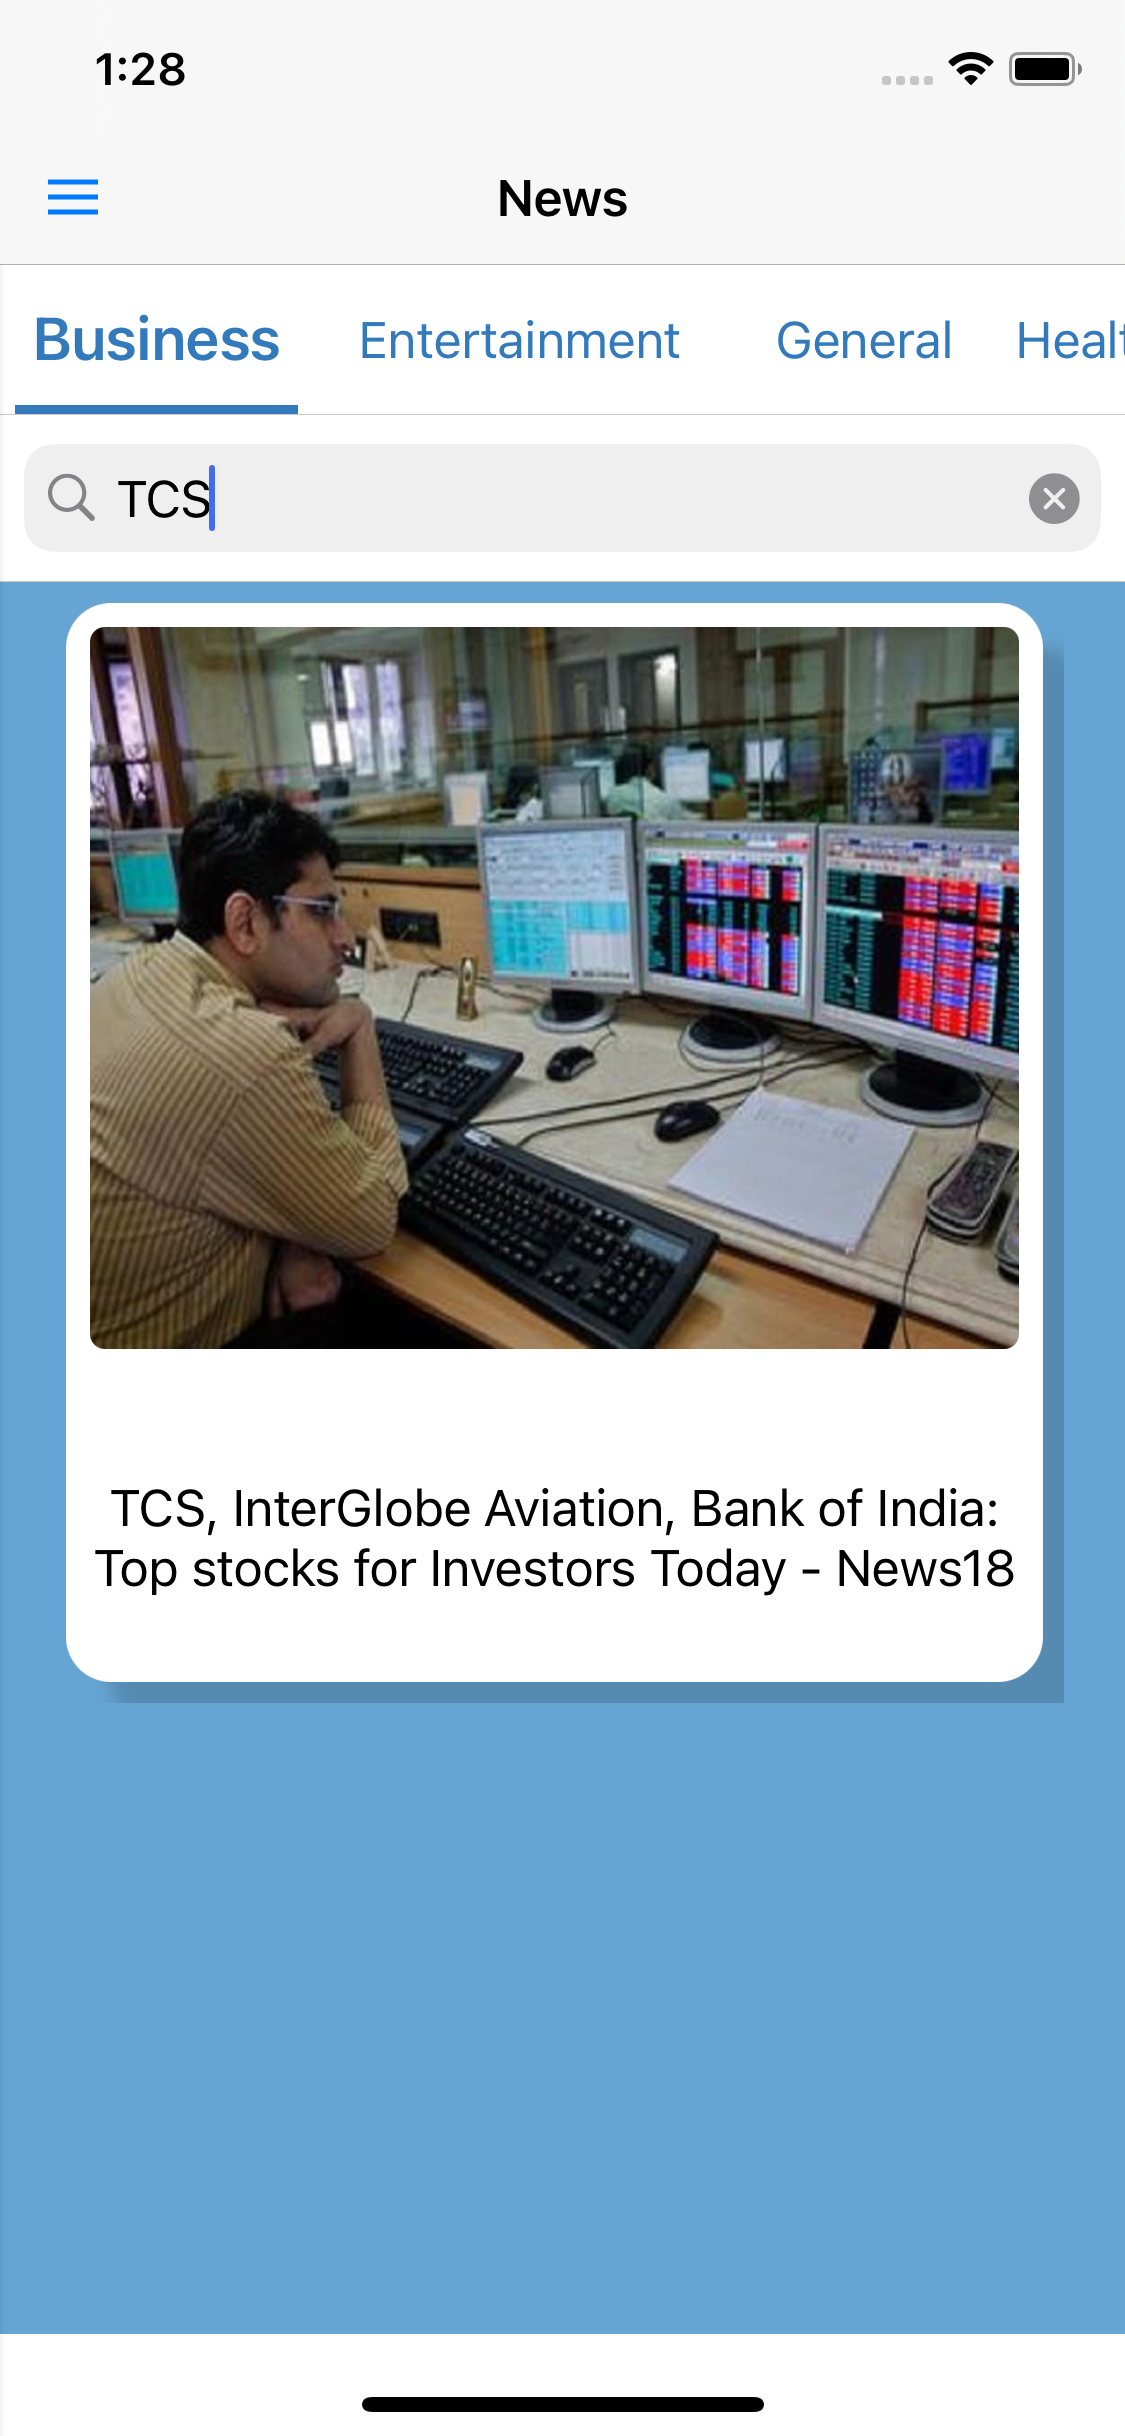 1:28
News
Business Entertainment General Healt
TCS
TCS, InterGlobe Aviation, Bank of India:
Top stocks for Investors Today - News18